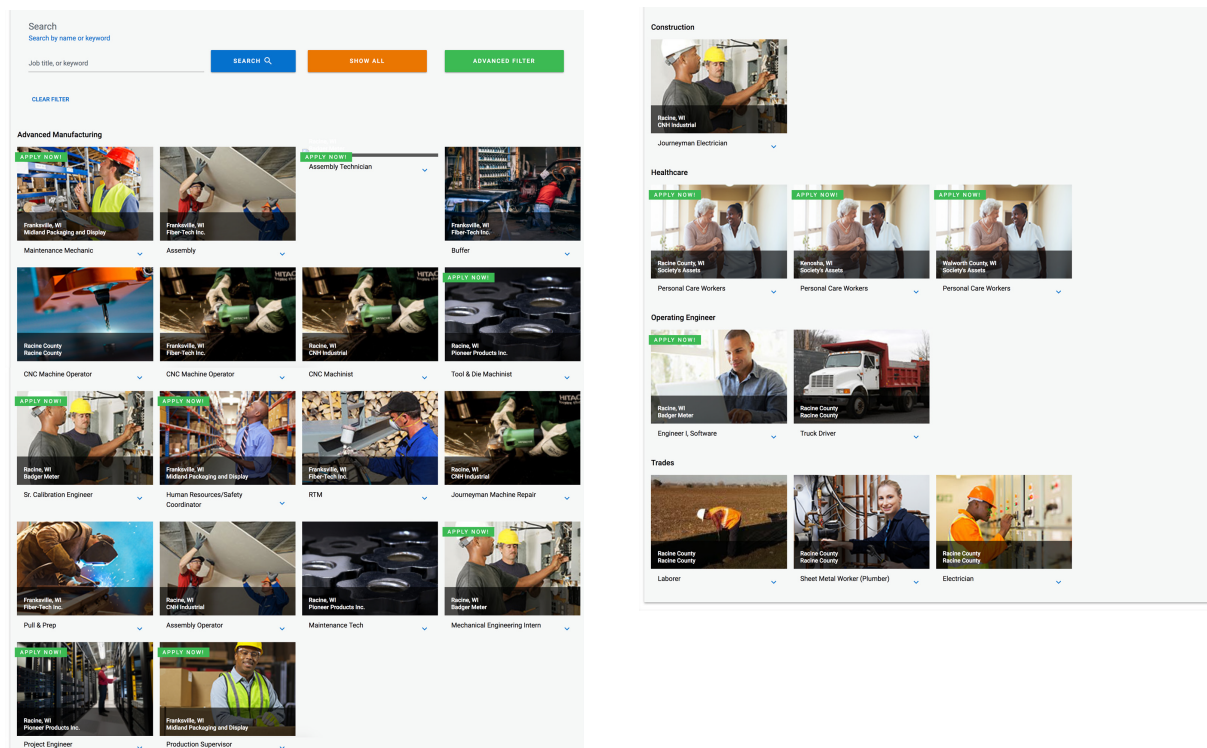 Search
Search by name or keyword
Job title, or keyword
SEARCH
SHOW ALL
ADVANCED FILTER
CLEAR FILTER
Advanced Manufacturing
APPLY NOW!
Franksville, WI
Midland Packaging and Display
Maintenance Mechanic
Franksville, WI
Fiber-Tech Inc.
Assembly
APPLY NOW!
Assembly Technician
Franksville, WI
Fiber-Tech Inc.
Buffer
Racine County
Racine County
CNC Machine Operator
HITAC
Franksville, WI
Fiber-Tech Inc.
CNC Machine Operator
HITAC
Racine, WI
CNH Industrial
CNC Machinist
APPLY NOW!
Racine, WI
Pioneer Products Inc.
Tool & Die Machinist
APPLY NOW!
Racine, WI
Badger Meter
Sr. Calibration Engineer
APPLY NOW!
Franksville, WI
Midland Packaging and Display
Human Resources/Safety
Coordinator
Franksville, WI
Fiber-Tech Inc.
RTM
HITAC
Racine, WI
CNH Industrial
Journeyman Machine Repair
Franksville, WI
Fiber-Tech Inc.
Pull & Prep
Racine, WI
CNH Industrial
Assembly Operator
Racine, WI
Pioneer Products Inc.
Maintenance Tech
APPLY NOW!
Racine, WI
Badger Meter
Mechanical Engineering Intern
APPLY NOW!
Racine, WI
Pioneer Products Inc.
Project Engineer
APPLY NOW!
Franksville, WI
Midland Packaging and Display
Production Supervisor
Construction
Racine, WI
CNH Industrial
Journeyman Electrician
Healthcare
APPLY NOW!
Racine County, WI
Society's Assets
Personal Care Workers
APPLY NOW!
Kenosha, WI
Society's Assets
Personal Care Workers
APPLY NOW!
Walworth County, WI
Society's Assets
Personal Care Workers
Operating Engineer
APPLY NOW!
Racine, WI
Badger Meter
Engineer I, Software
Racine County
Racine County
Truck Driver
Trades
Racine County
Racine County
Laborer
Racine County
Racine County
Sheet Metal Worker (Plumber)
Racine County
Racine County
Electrician